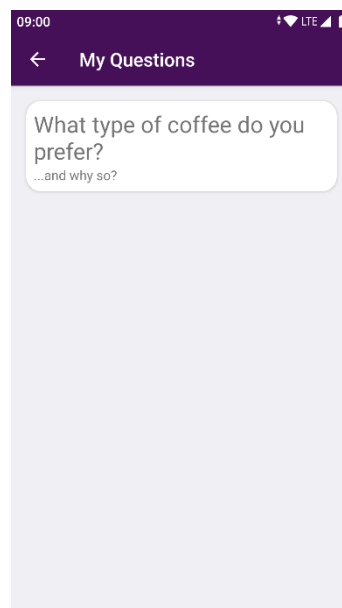 09:00 LTE
My Questions
What type of coffee do you
prefer?
...and why so?